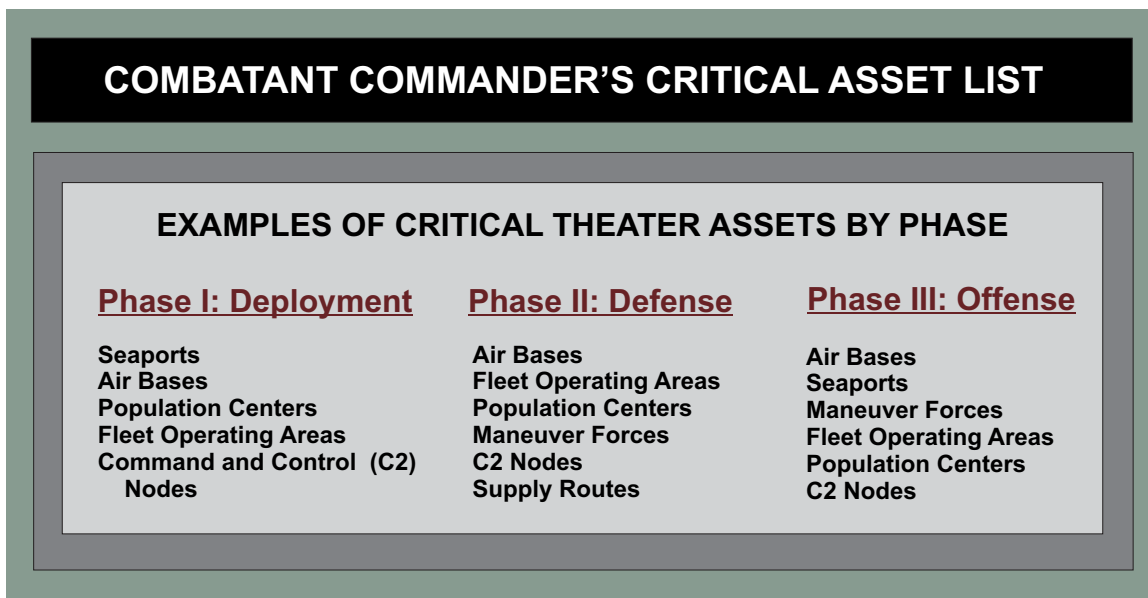 COMBATANT COMMANDER’S CRITICAL ASSET LIST
EXAMPLES OF CRITICAL THEATER ASSETS BY PHASE
Phase I: Deployment
Seaports
Air Bases
Population Centers
Fleet Operating Areas
Command and Control (C2)
Nodes
Phase II: Defense
Air Bases
Fleet Operating Areas
Population Centers
Maneuver Forces
C2 Nodes
Supply Routes
Phase III: Offense
Air Bases
Seaports
Maneuver Forces
Fleet Operating Areas
Population Centers
C2 Nodes